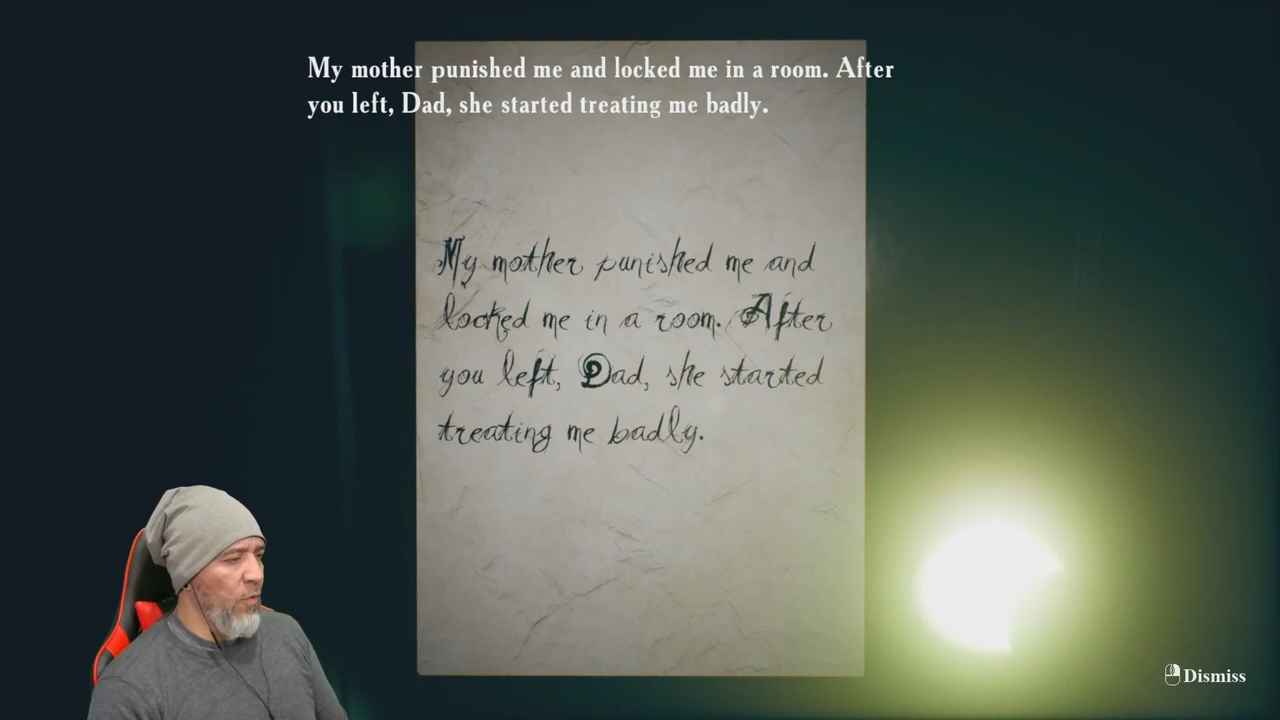 My mother punished me and locked me in a room. After
you left, Dad, she started treating me badly.
My mother punished me and
locked me in a room. After
you left, Dad, she started
treating me badly.
Dismiss